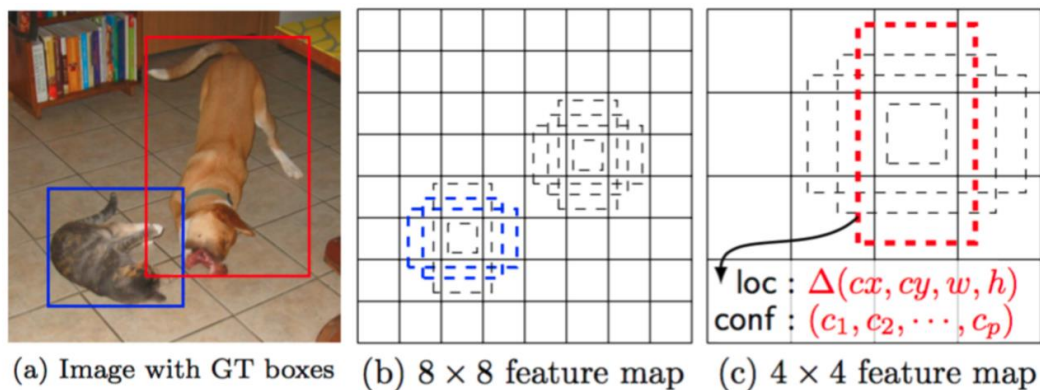 loc : Δ(cx, cy, w, h)
conf : (c₁, c₂, ⋯, cₚ)
(a) Image with GT boxes
(b) 8 × 8 feature map
(c) 4 × 4 feature map